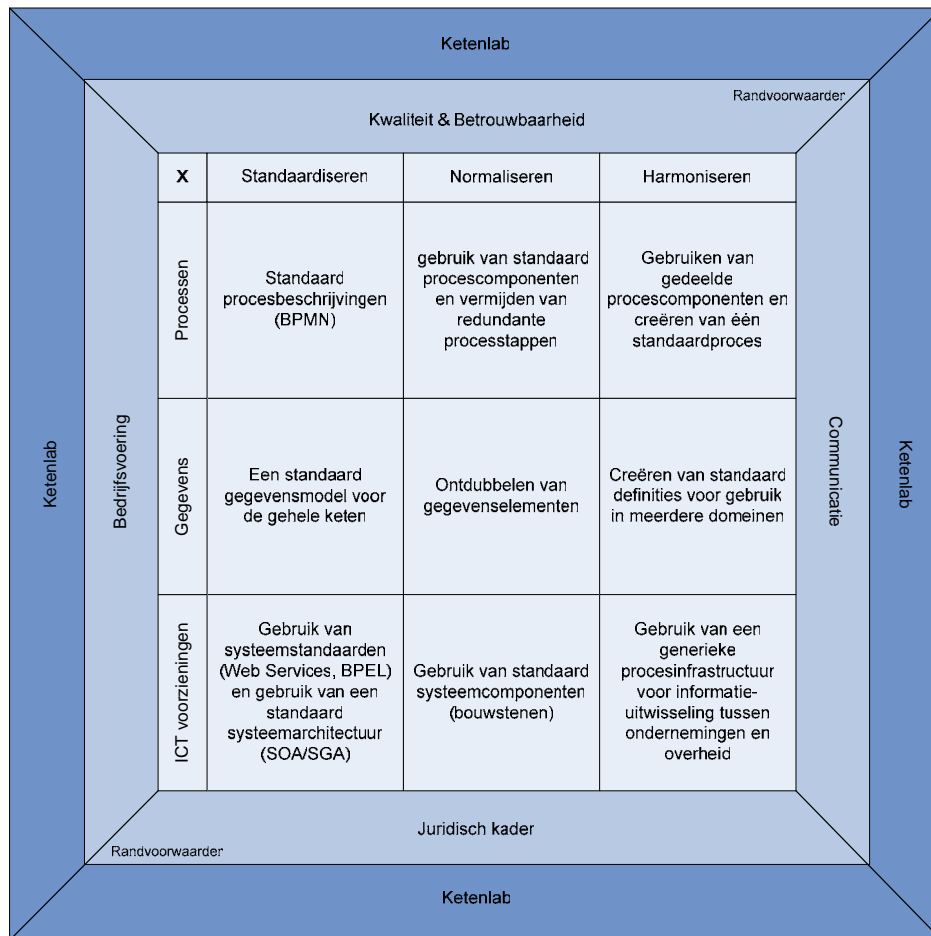 Ketenlab
Randvoorwaarder
Kwaliteit & Betrouwbaarheid
X
Standaardiseren
Normaliseren
Harmoniseren
Processen
Standaard
procesbeschrijvingen
(BPMN)
gebruik van standaard
procescomponenten
en vermijden van
redundante
processtappen
Gebruiken van
gedeelde
procescomponenten en
creëren van één
standaardproces
Ketenlab
Bedrijfsvoering
Gegevens
Een standaard
gegevensmodel voor
de gehele keten
Ontdubbelen van
gegevenselementen
Creëren van standaard
definities voor gebruik
in meerdere domeinen
Communicatie
Ketenlab
ICT voorzieningen
Gebruik van
systeemstandaarden
(Web Services, BPEL)
en gebruik van een
standaard
systeemarchitectuur
(SOA/SGA)
Gebruik van standaard
systeemcomponenten
(bouwstenen)
Gebruik van een
generieke
procesinfrastructuur
voor informatie-
uitwisseling tussen
ondernemingen en
overheid
Juridisch kader
Randvoorwaarder
Ketenlab